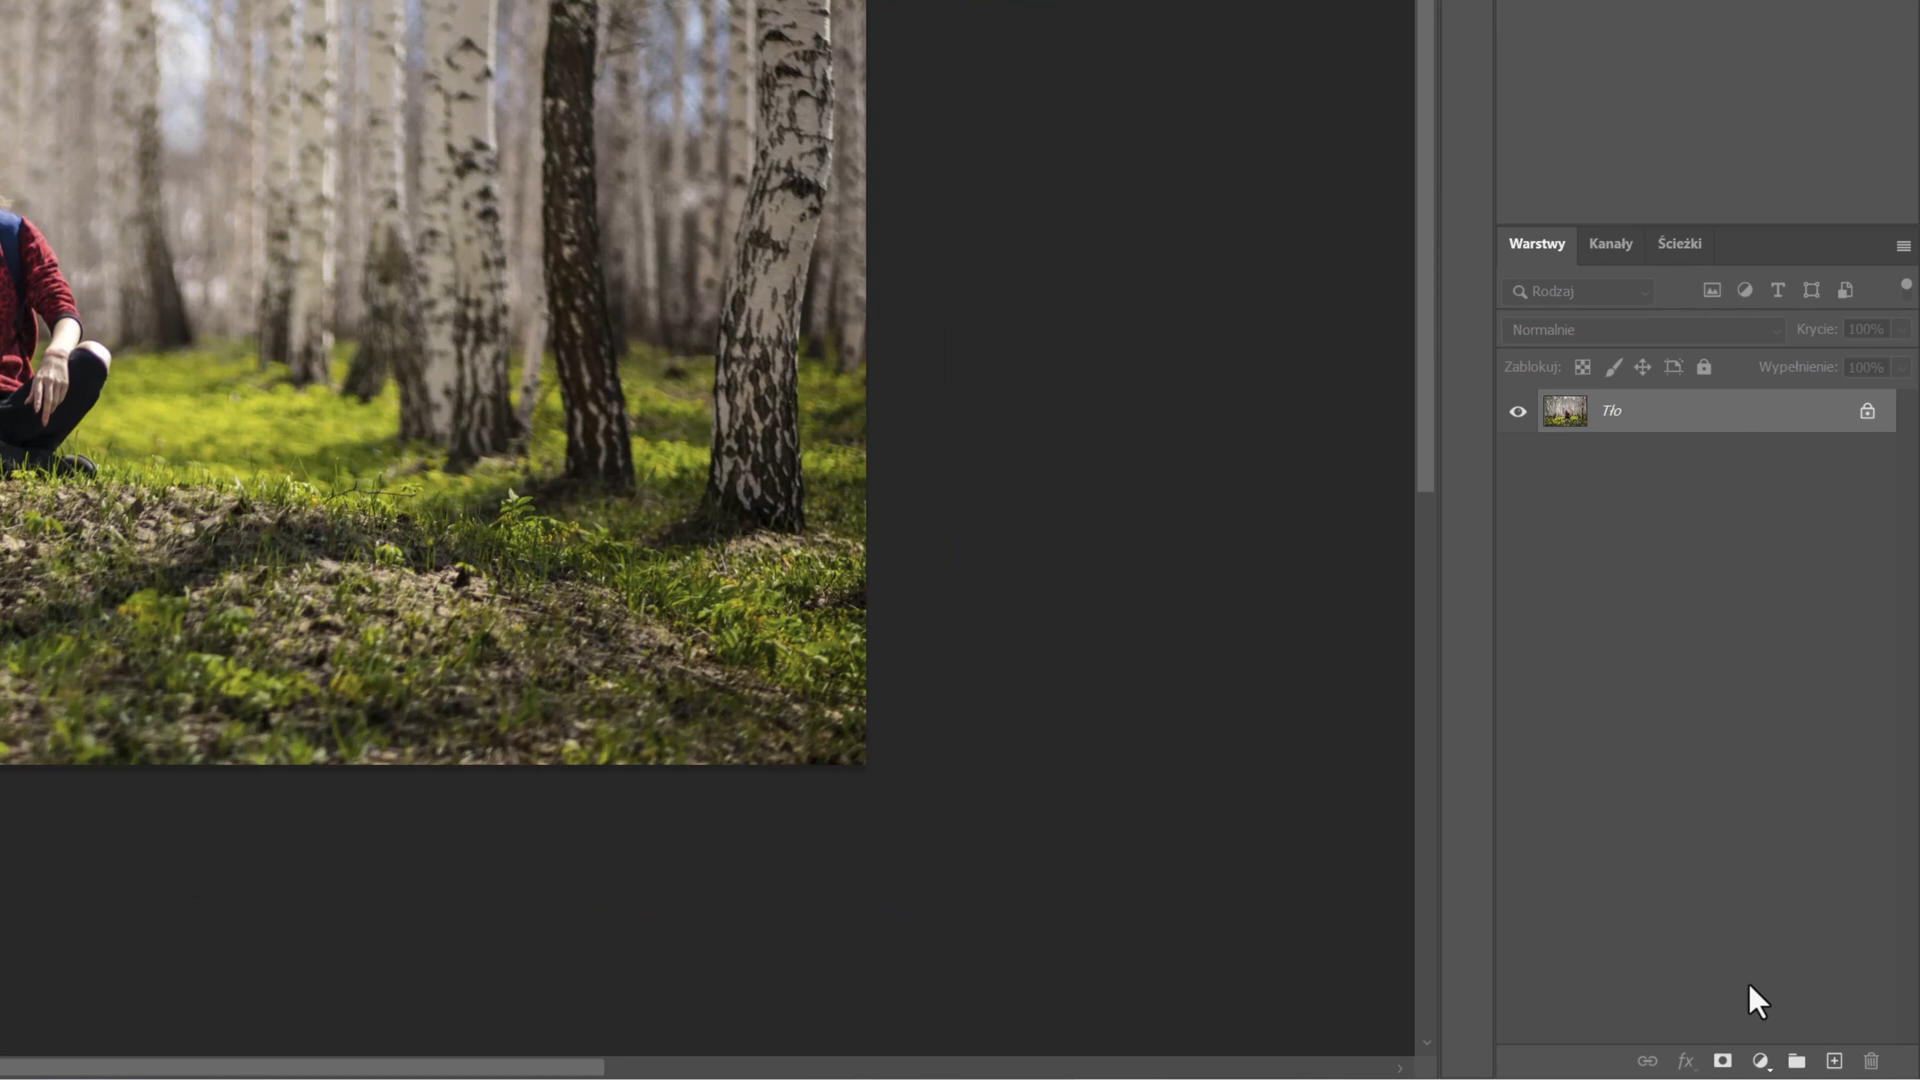 Warstwy Kanały Ścieżki
Rodzaj
Normalnie Krycie: 100%
Zablokuj: Wypełnienie: 100%
Tło
fx